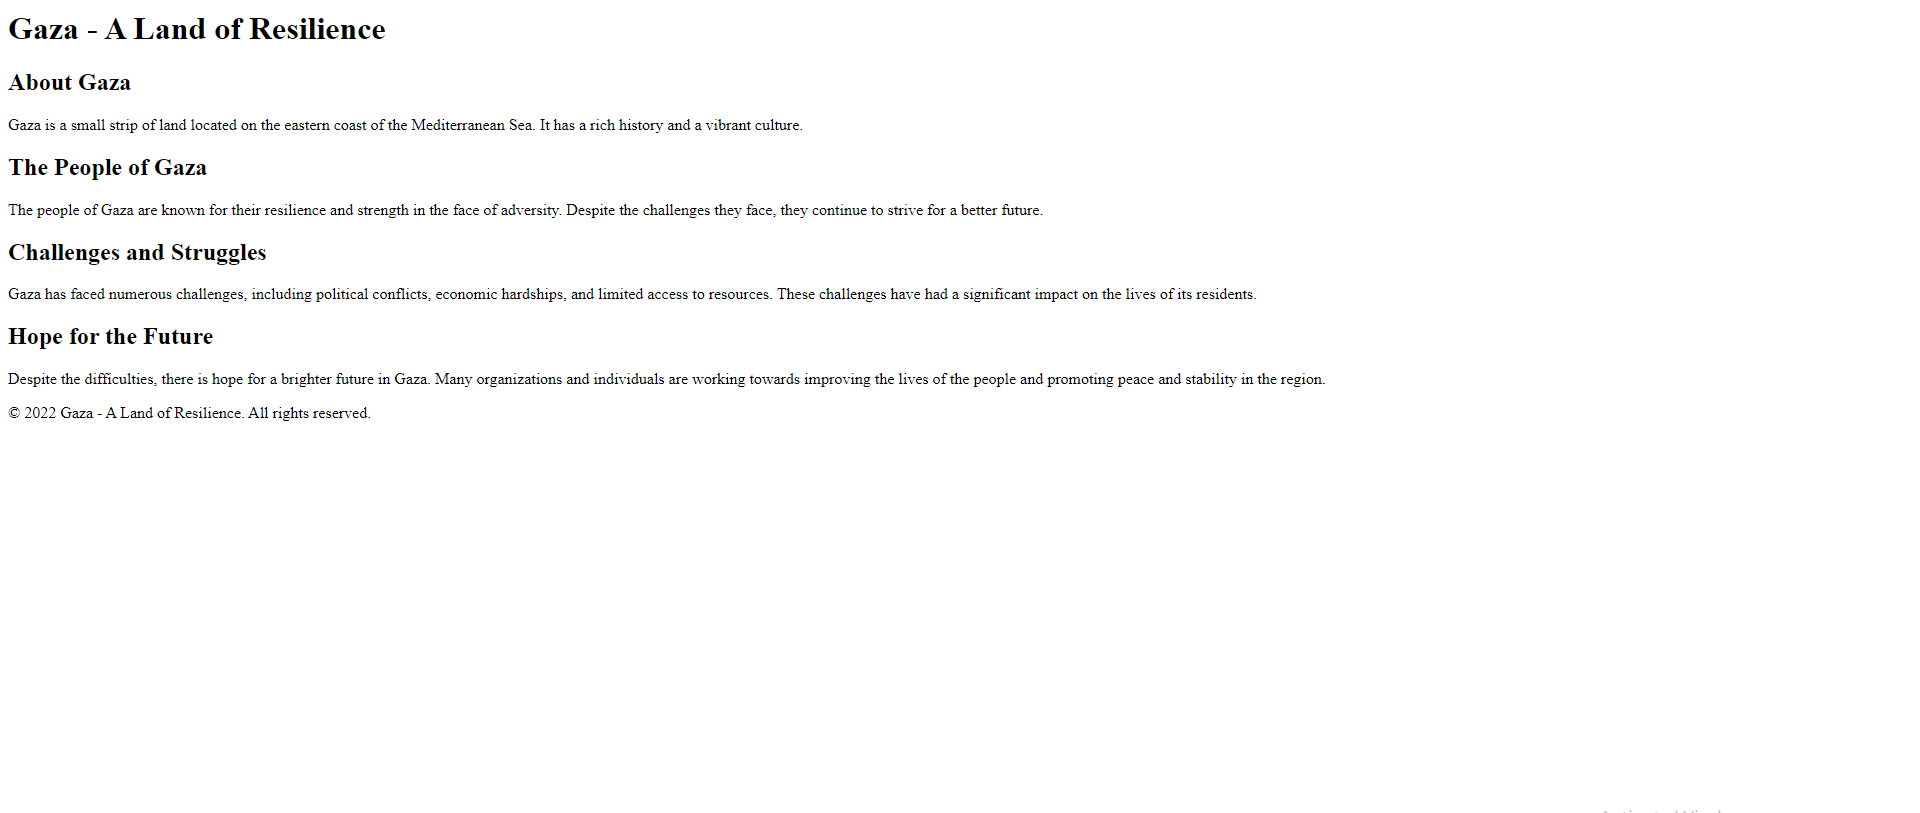 Gaza - A Land of Resilience
About Gaza
Gaza is a small strip of land located on the eastern coast of the Mediterranean Sea. It has a rich history and a vibrant culture.
The People of Gaza
The people of Gaza are known for their resilience and strength in the face of adversity. Despite the challenges they face, they continue to strive for a better future.
Challenges and Struggles
Gaza has faced numerous challenges, including political conflicts, economic hardships, and limited access to resources. These challenges have had a significant impact on the lives of its residents.
Hope for the Future
Despite the difficulties, there is hope for a brighter future in Gaza. Many organizations and individuals are working towards improving the lives of the people and promoting peace and stability in the region.
© 2022 Gaza - A Land of Resilience. All rights reserved.